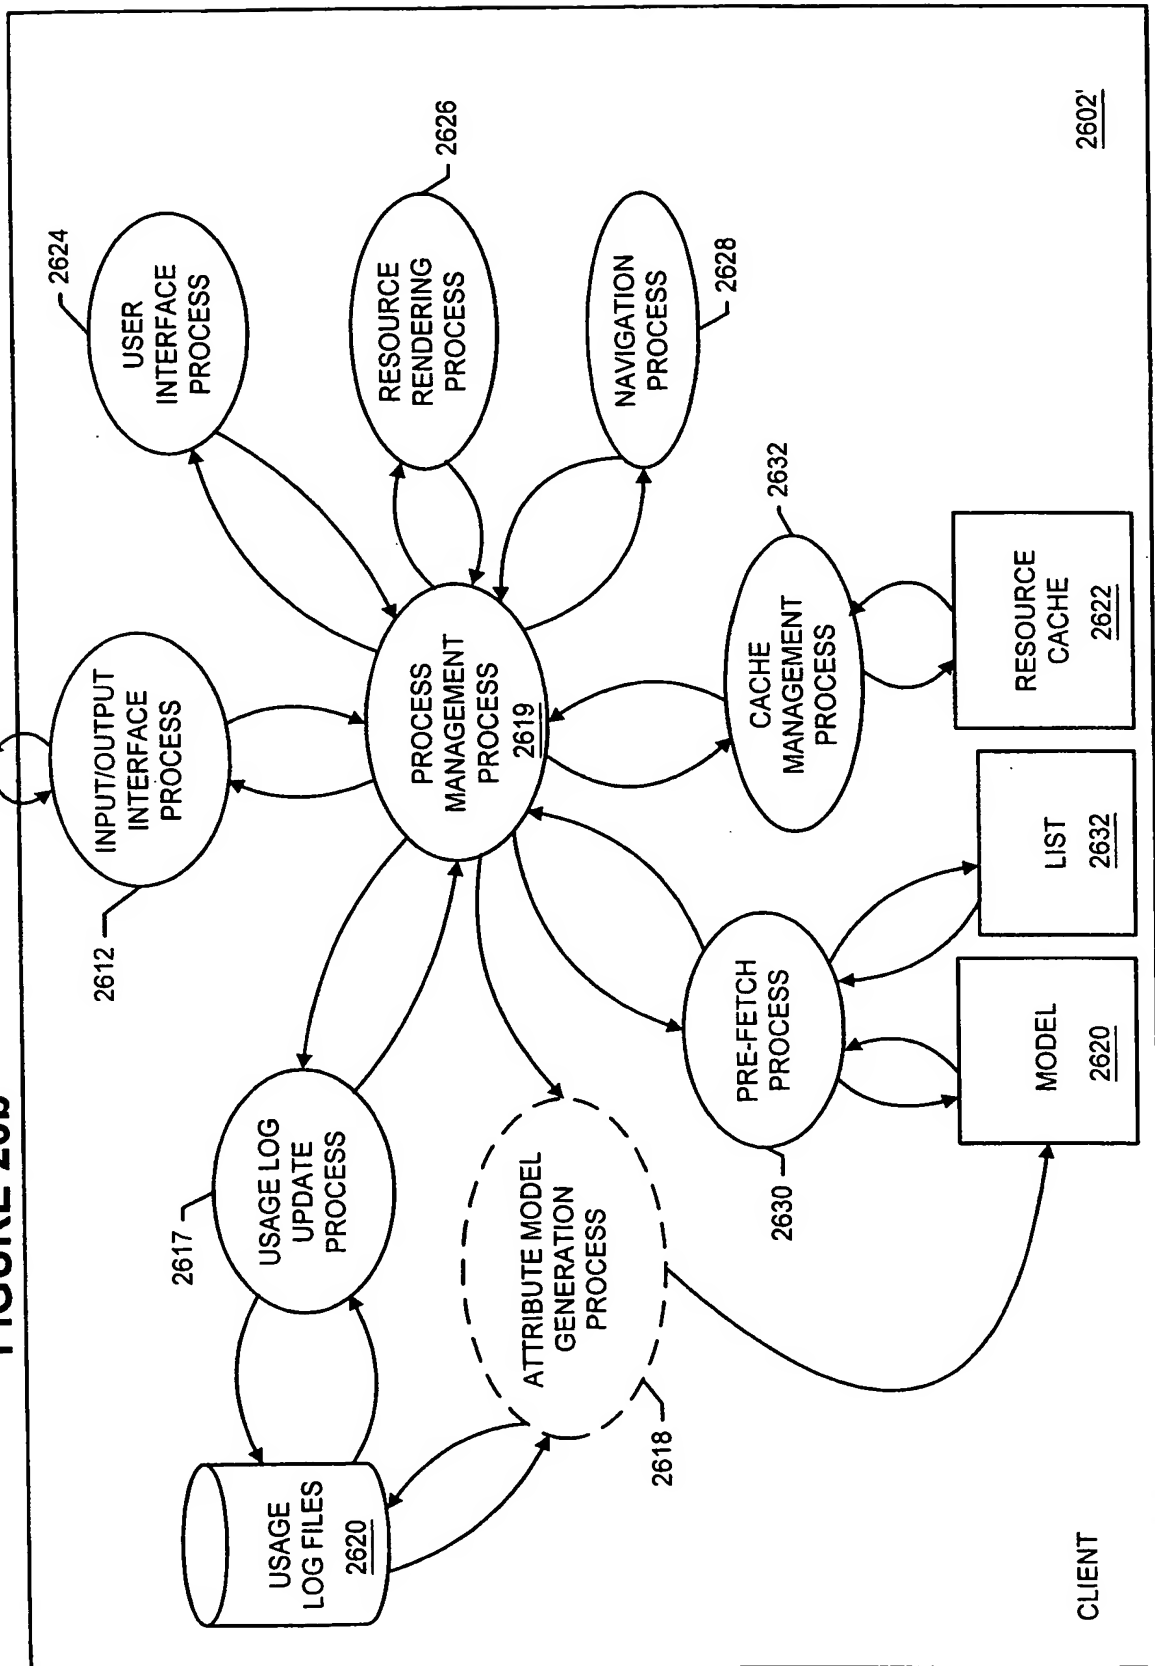 2612
INPUT/OUTPUT
INTERFACE
PROCESS
2624
USER
INTERFACE
PROCESS
2617
USAGE LOG
UPDATE
PROCESS
USAGE
LOG FILES
2620
PROCESS
MANAGEMENT
PROCESS
2619
RESOURCE
RENDERING
PROCESS
2626
ATTRIBUTE MODEL
GENERATION
PROCESS
2618
NAVIGATION
PROCESS
2628
PRE-FETCH
PROCESS
2630
CACHE
MANAGEMENT
PROCESS
2632
MODEL
2620
LIST
2632
RESOURCE
CACHE
2622
CLIENT
2602'